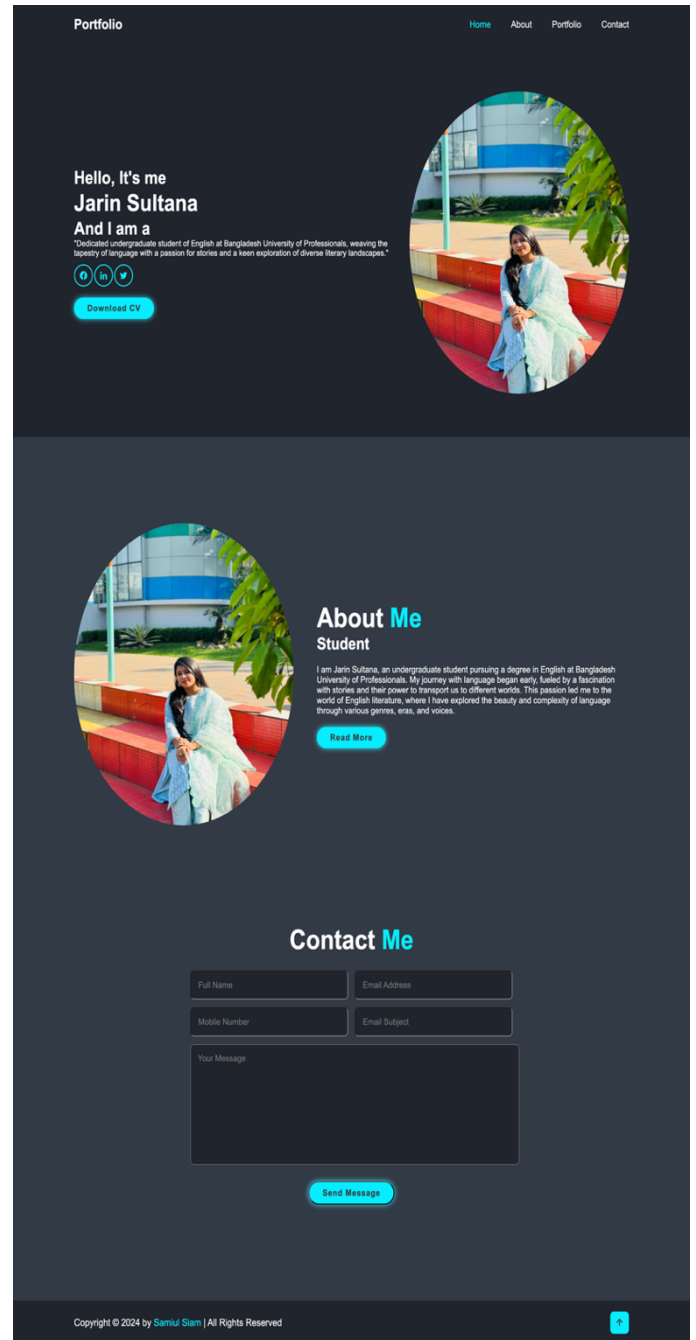 Portfolio
Home About Portfolio Contact
Hello, It's me
Jarin Sultana
And I am a
"Dedicated undergraduate student of English at Bangladesh University of Professionals, weaving the
tapestry of language with a passion for stories and a keen exploration of diverse literary landscapes."
Download CV
About Me
Student
I am Jarin Sultana, an undergraduate student pursuing a degree in English at Bangladesh
University of Professionals. My journey with language began early, fueled by a fascination
with stories and their power to transport us to different worlds. This passion led me to the
world of English literature, where I have explored the beauty and complexity of language
through various genres, eras, and voices.
Read More
Contact Me
Full Name
Email Address
Mobile Number
Email Subject
Your Message
Send Message
Copyright © 2024 by Samiul Siam | All Rights Reserved